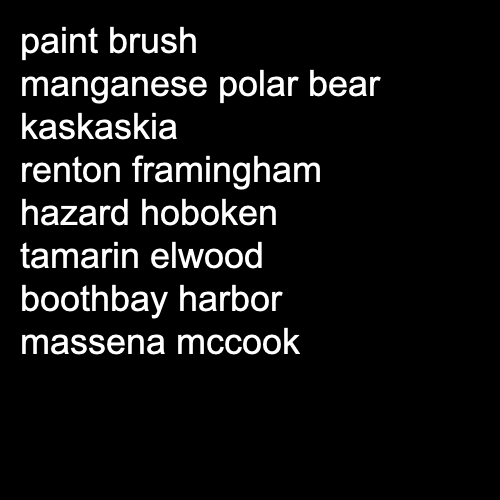 paint brush
manganese polar bear
kaskaskia
renton framingham
hazard hoboken
tamarin elwood
boothbay harbor
massena mccook